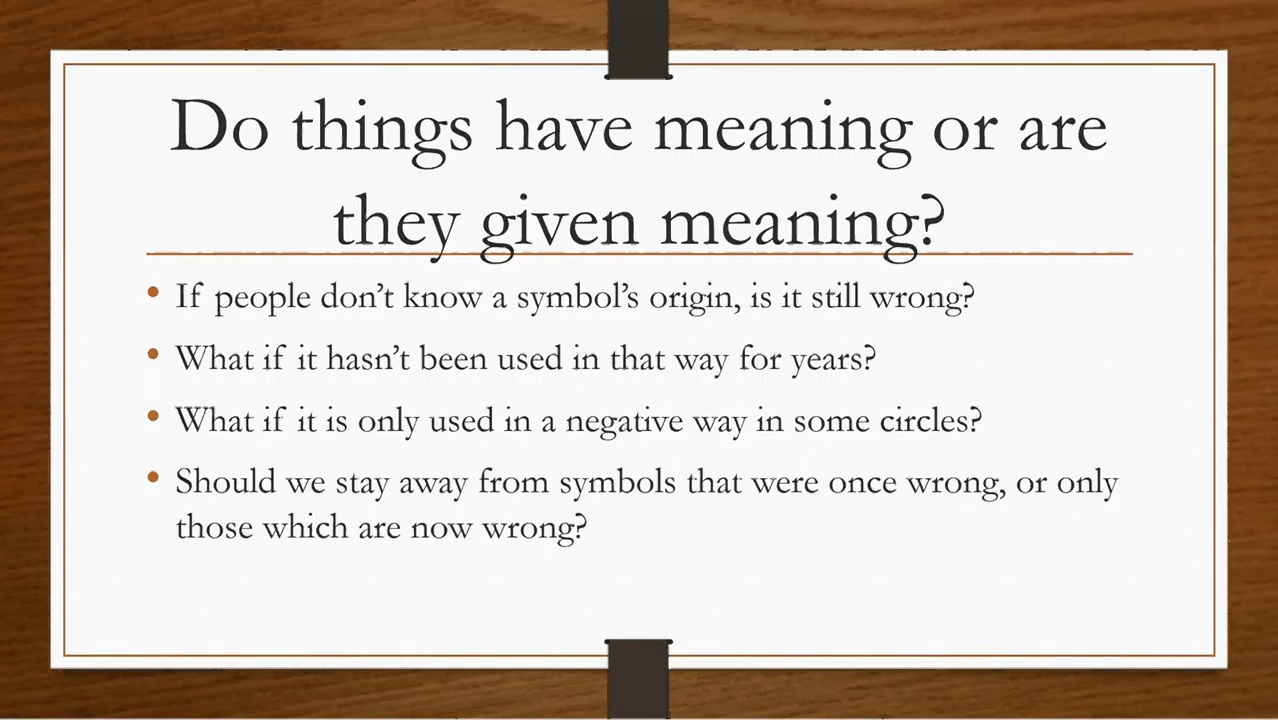 Do things have meaning or are
they given meaning?
• If people don’t know a symbol’s origin, is it still wrong?
• What if it hasn’t been used in that way for years?
• What if it is only used in a negative way in some circles?
• Should we stay away from symbols that were once wrong, or only
those which are now wrong?